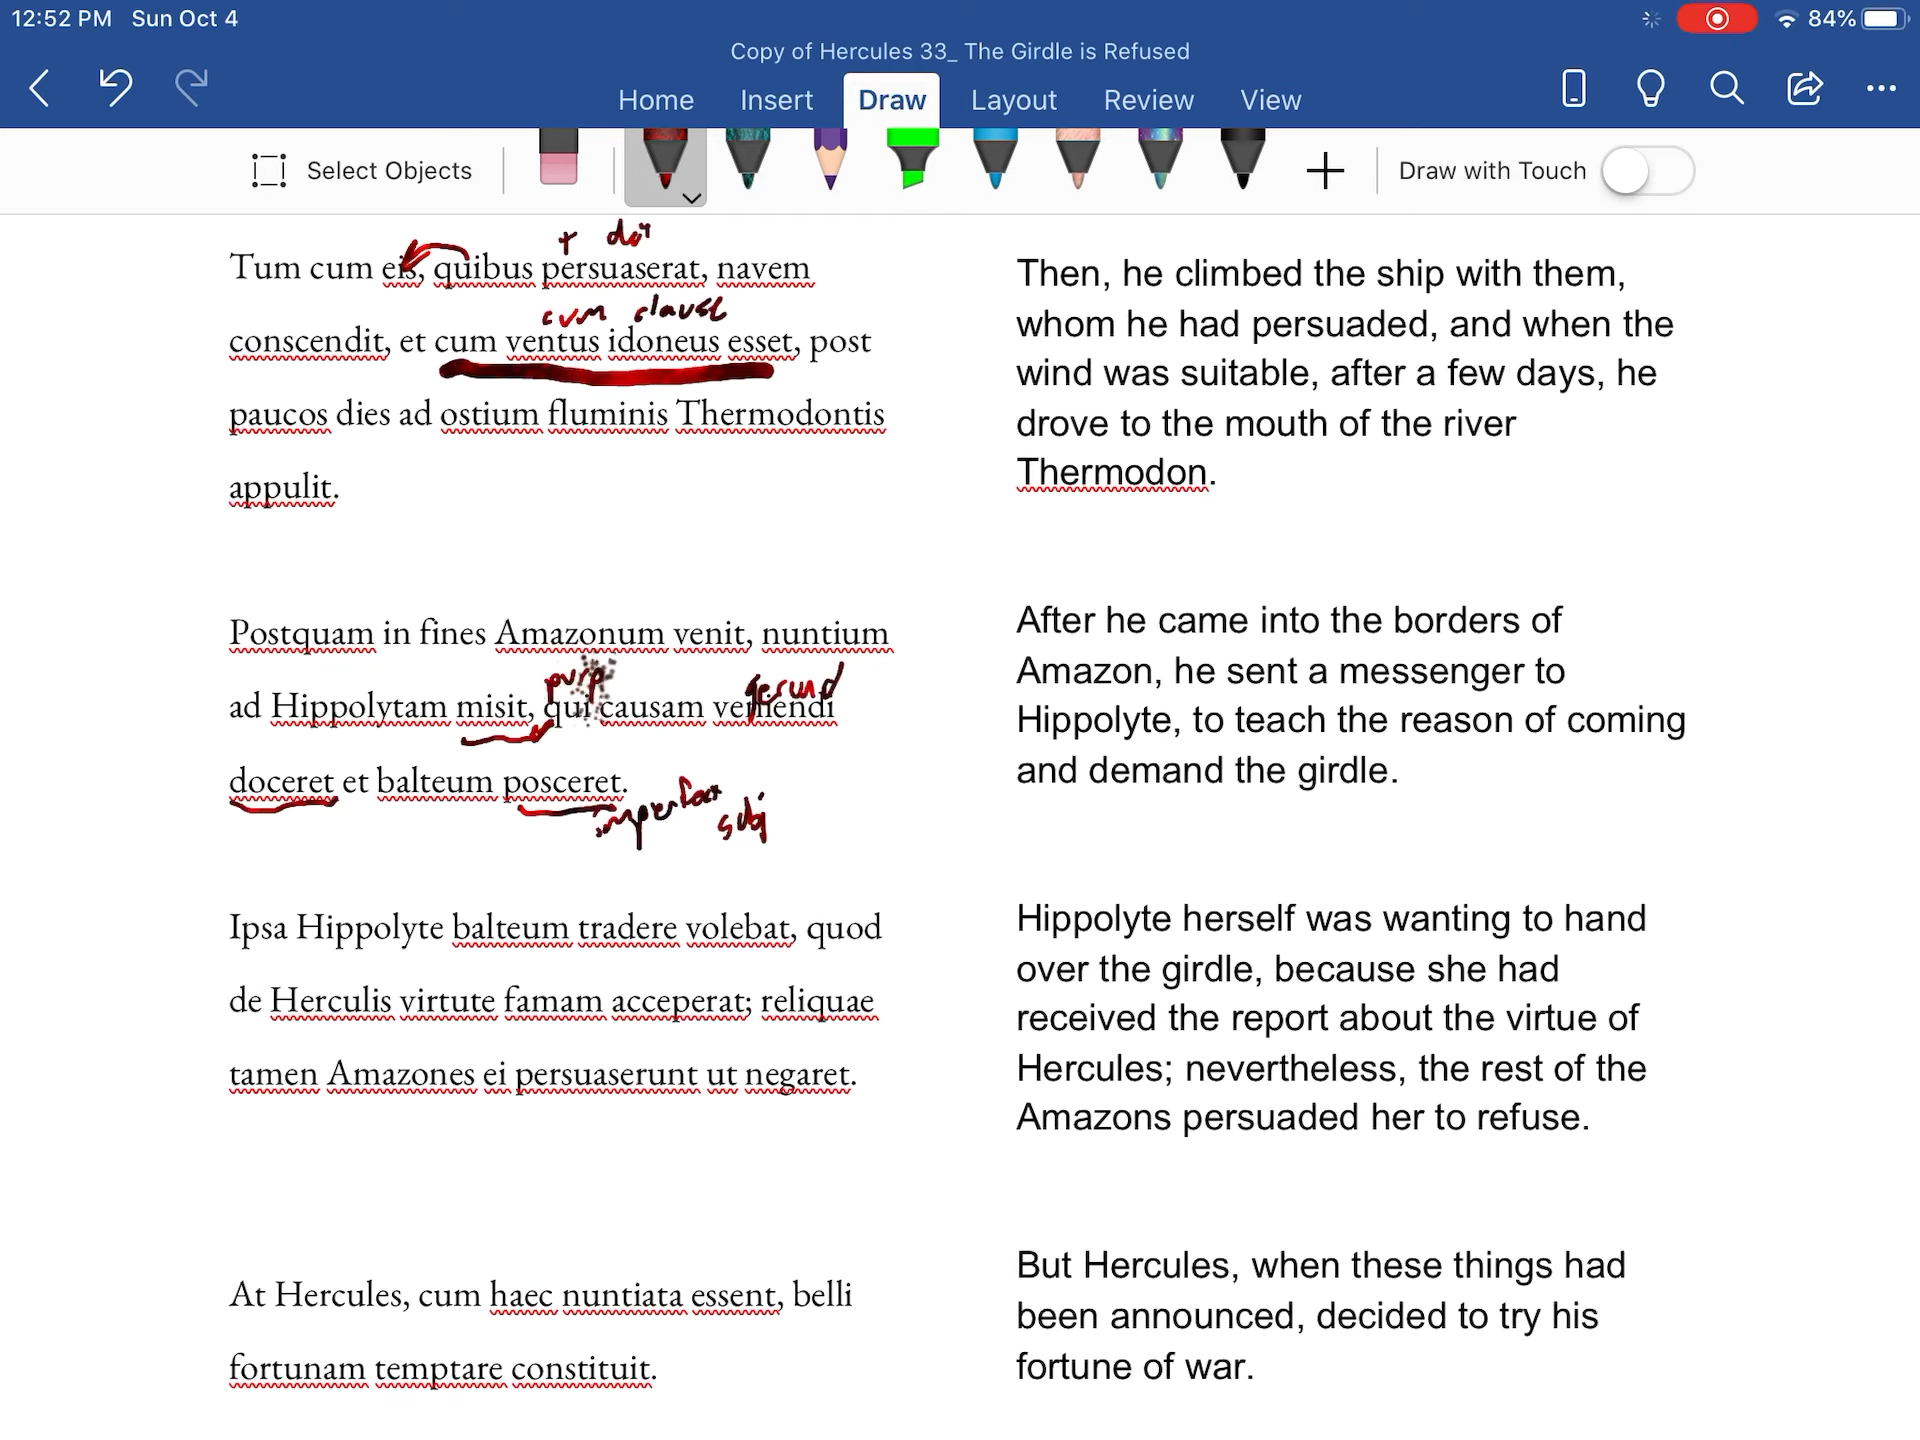 12:52 PM Sun Oct 4
84%
Copy of Hercules 33_ The Girdle is Refused
Home Insert Draw Layout Review View
Select Objects
Draw with Touch
+ dat
Tum cum eis, quibus persuaserat, navem
cum clause
conscendit, et cum ventus idoneus esset, post
paucos dies ad ostium fluminis Thermodontis
appulit.
Then, he climbed the ship with them,
whom he had persuaded, and when the
wind was suitable, after a few days, he
drove to the mouth of the river
Thermodon.
Postquam in fines Amazonum venit, nuntium
purp gerund
ad Hippolytam misit, qui causam veniendi
doceret et balteum posceret.
imperfect
subj
After he came into the borders of
Amazon, he sent a messenger to
Hippolyte, to teach the reason of coming
and demand the girdle.
Ipsa Hippolyte balteum tradere volebat, quod
de Herculis virtute famam acceperat; reliquae
tamen Amazones ei persuaserunt ut negaret.
Hippolyte herself was wanting to hand
over the girdle, because she had
received the report about the virtue of
Hercules; nevertheless, the rest of the
Amazons persuaded her to refuse.
At Hercules, cum haec nuntiata essent, belli
fortunam temptare constituit.
But Hercules, when these things had
been announced, decided to try his
fortune of war.